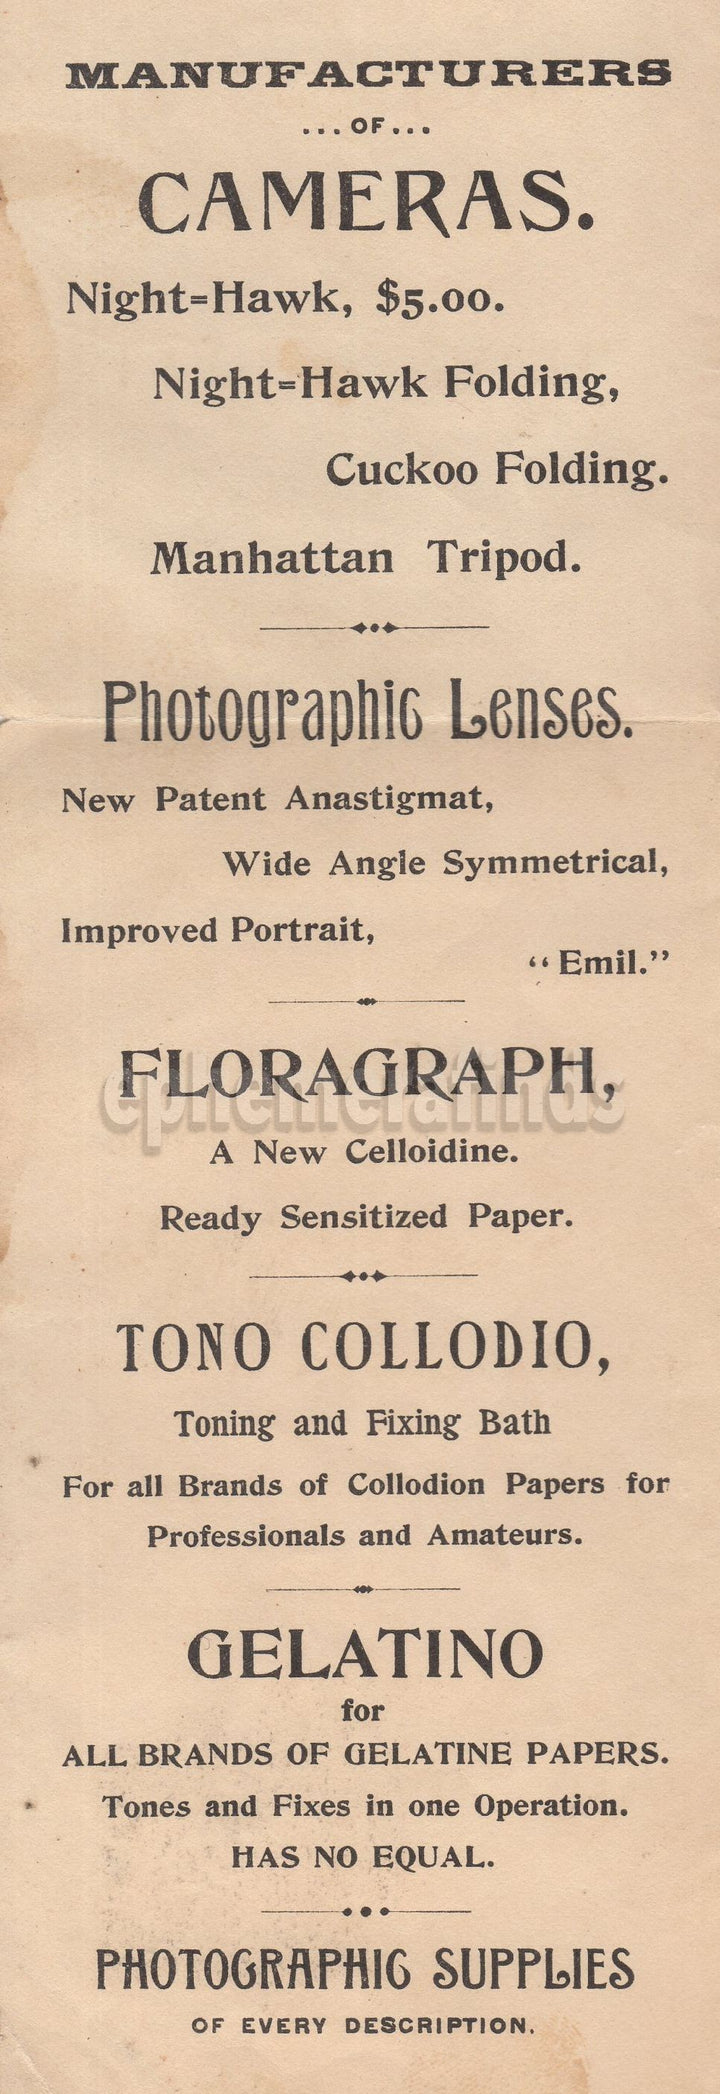 MANUFACTURERS
...OF...
CAMERAS.
Night=Hawk, $5.00.
Night=Hawk Folding,
Cuckoo Folding.
Manhattan Tripod.
Photographic Lenses.
New Patent Anastigmat,
Wide Angle Symmetrical,
Improved Portrait,
"Emil."
FLORAGRAPH,
ephemerafinds
A New Celloidine.
Ready Sensitized Paper.
TONO COLLODIO,
Toning and Fixing Bath
For all Brands of Collodion Papers for
Professionals and Amateurs.
GELATINO
for
ALL BRANDS OF GELATINE PAPERS.
Tones and Fixes in one Operation.
HAS NO EQUAL.
PHOTOGRAPHIC SUPPLIES
OF EVERY DESCRIPTION.